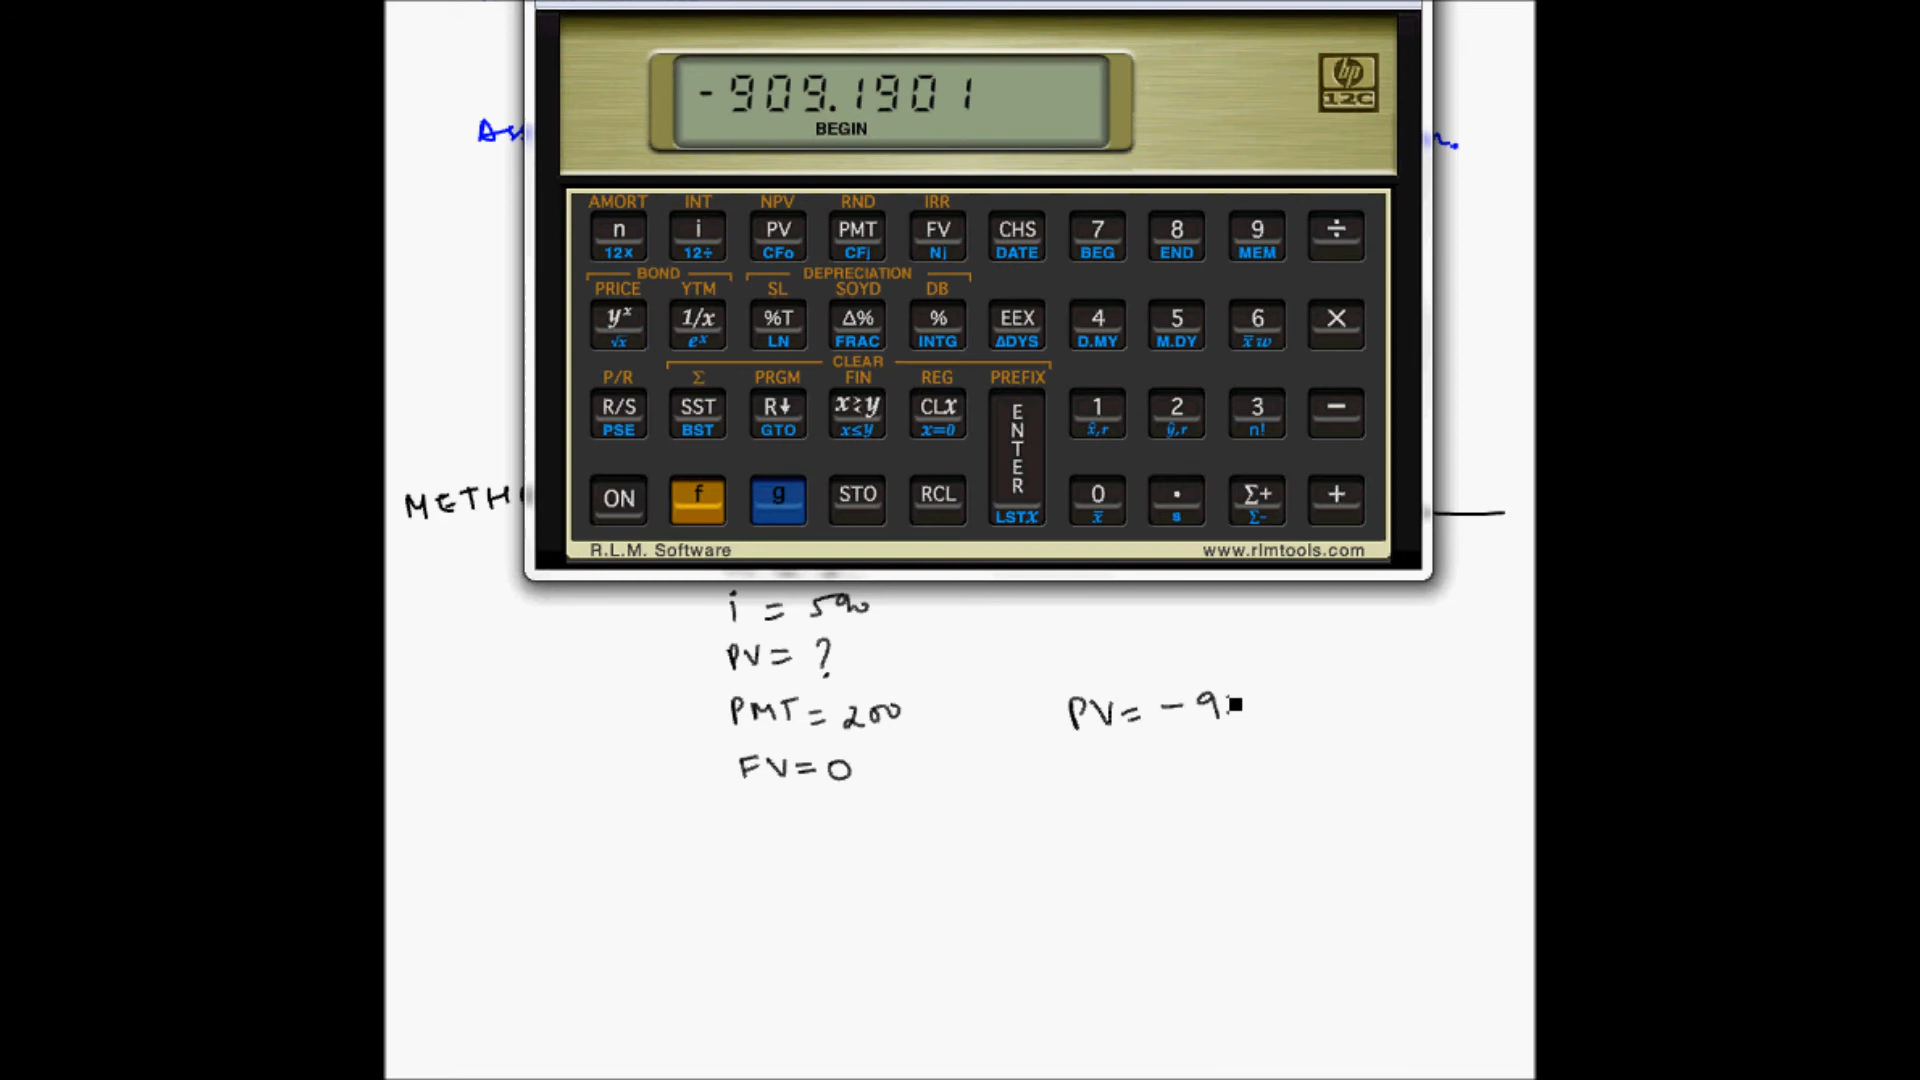 -909.1901
BEGIN
hp
12C
AMORT INT NPV RND IRR
n i PV PMT FV CHS 7 8 9 ÷
12× 12÷ CFo CFj Nj DATE BEG END MEM
BOND DEPRECIATION
PRICE YTM SL SOYD DB
yˣ 1/x %T Δ% % EEX 4 5 6 ×
√x eˣ LN FRAC INTG ΔDYS D.MY M.DY x̄w
CLEAR
P/R Σ PRGM FIN REG PREFIX
R/S SST R↓ x≷y CLx ENTER 1 2 3 −
PSE BST GTO x≤y x=0 x̂,r ŷ,r n!
ON f g STO RCL 0 . Σ+ +
LSTX x̄ s Σ-
R.L.M. Software www.rlmtools.com
i = 5%
PV = ?
PMT = 200 PV = - 9
FV = 0